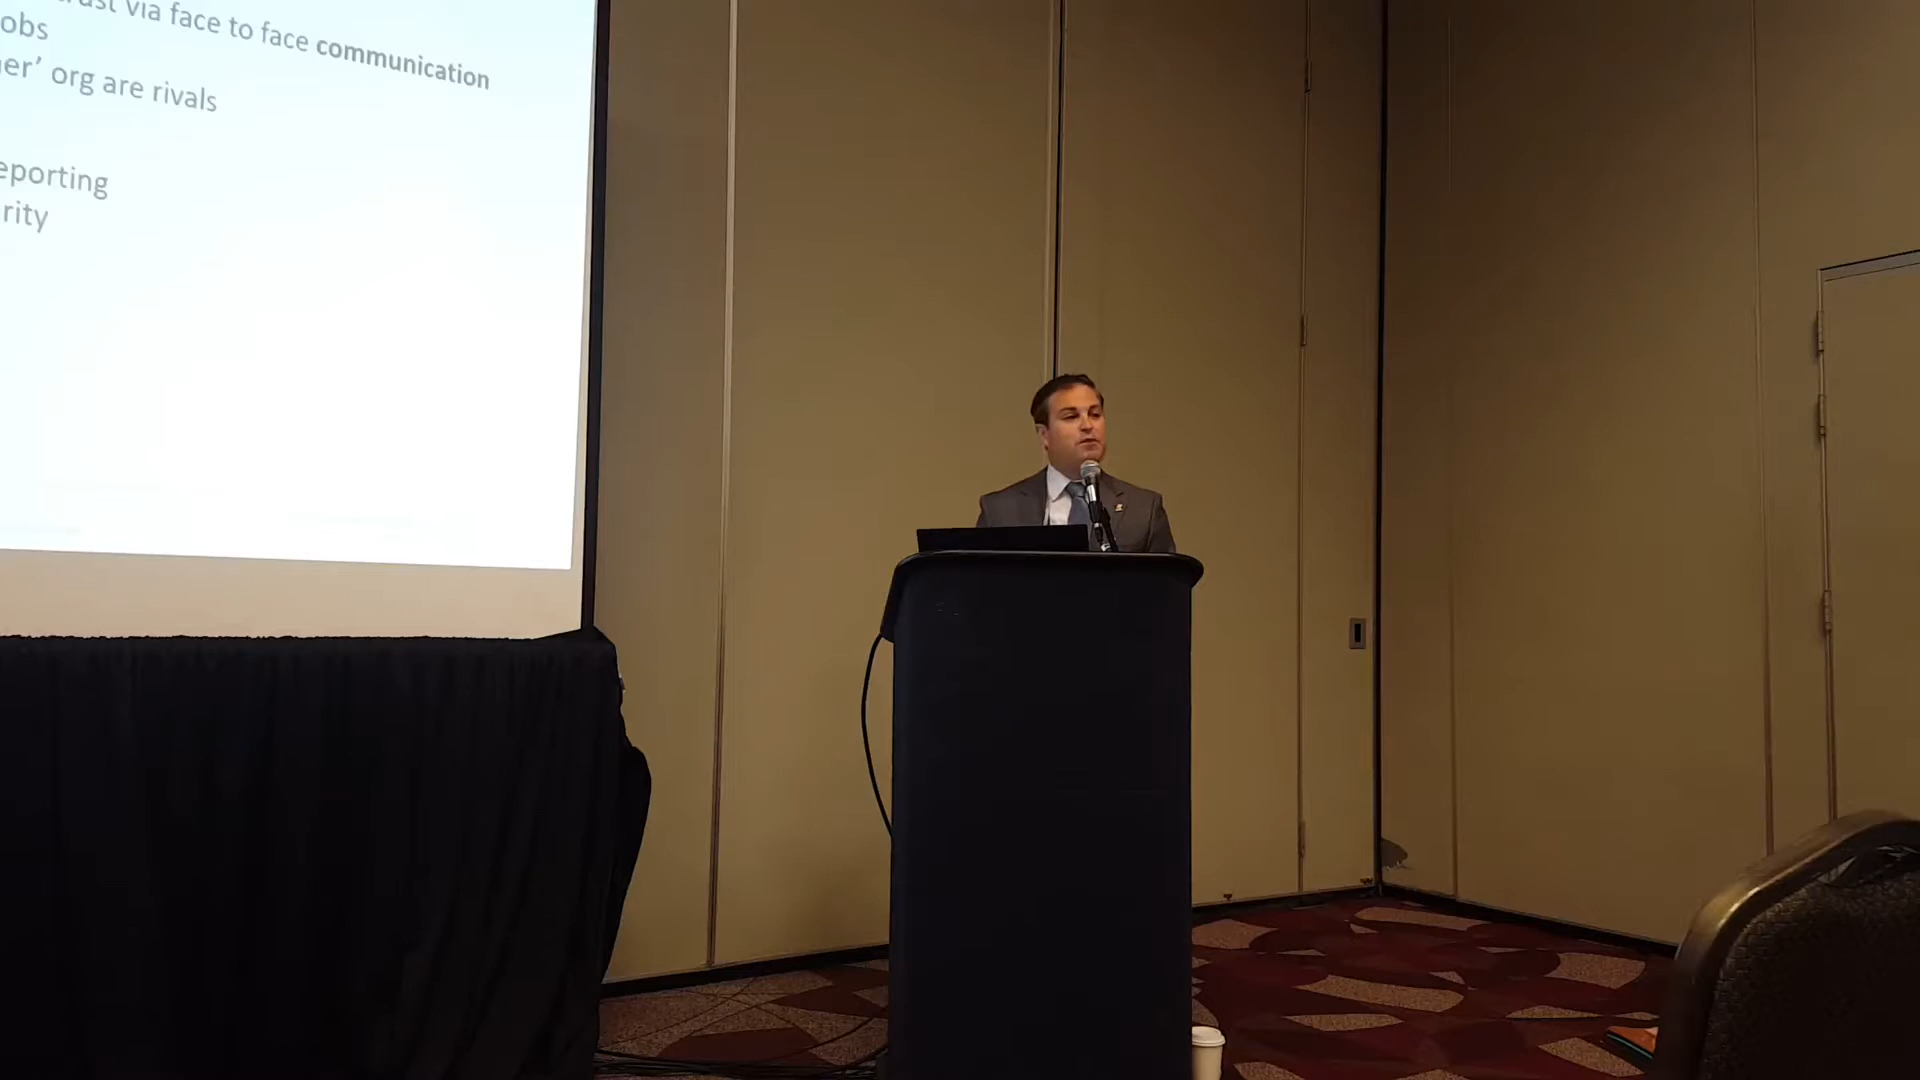 via face to face communication
obs
er’ org are rivals
eporting
rity